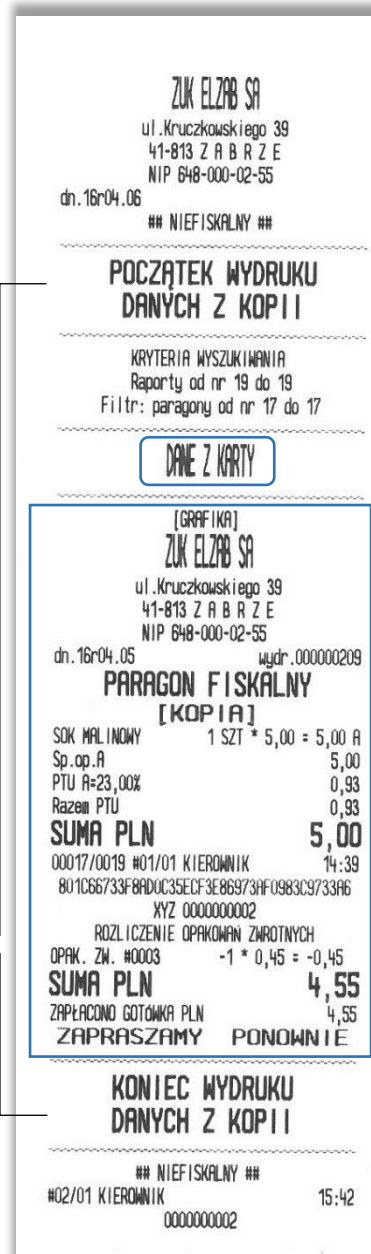 ZUK ELZAB SA
ul.Kruczkowskiego 39
41-813 Z A B R Z E
NIP 648-000-02-55
dn.16r04.06
## NIEFISKALNY ##
POCZĄTEK WYDRUKU
DANYCH Z KOPII
KRYTERIA WYSZUKIWANIA
Raporty od nr 19 do 19
Filtr: paragony od nr 17 do 17
DANE Z KARTY
[GRAFIKA]
ZUK ELZAB SA
ul.Kruczkowskiego 39
41-813 Z A B R Z E
NIP 648-000-02-55
dn.16r04.05 wydr.000000209
PARAGON FISKALNY
[KOPIA]
SOK MALINOWY 1 SZT * 5,00 = 5,00 A
Sp.op.A 5,00
PTU A=23,00% 0,93
Razem PTU 0,93
SUMA PLN 5,00
00017/0019 #01/01 KIEROWNIK 14:39
801C66733F8AD0C35ECF3E86973AF0983C9733A6
XYZ 0000000002
ROZLICZENIE OPAKOWAŃ ZWROTNYCH
OPAK. ZW. #0003 -1 * 0,45 = -0,45
SUMA PLN 4,55
ZAPŁACONO GOTÓWKA PLN 4,55
ZAPRASZAMY PONOWNIE
KONIEC WYDRUKU
DANYCH Z KOPII
## NIEFISKALNY ##
#02/01 KIEROWNIK 15:42
0000000002